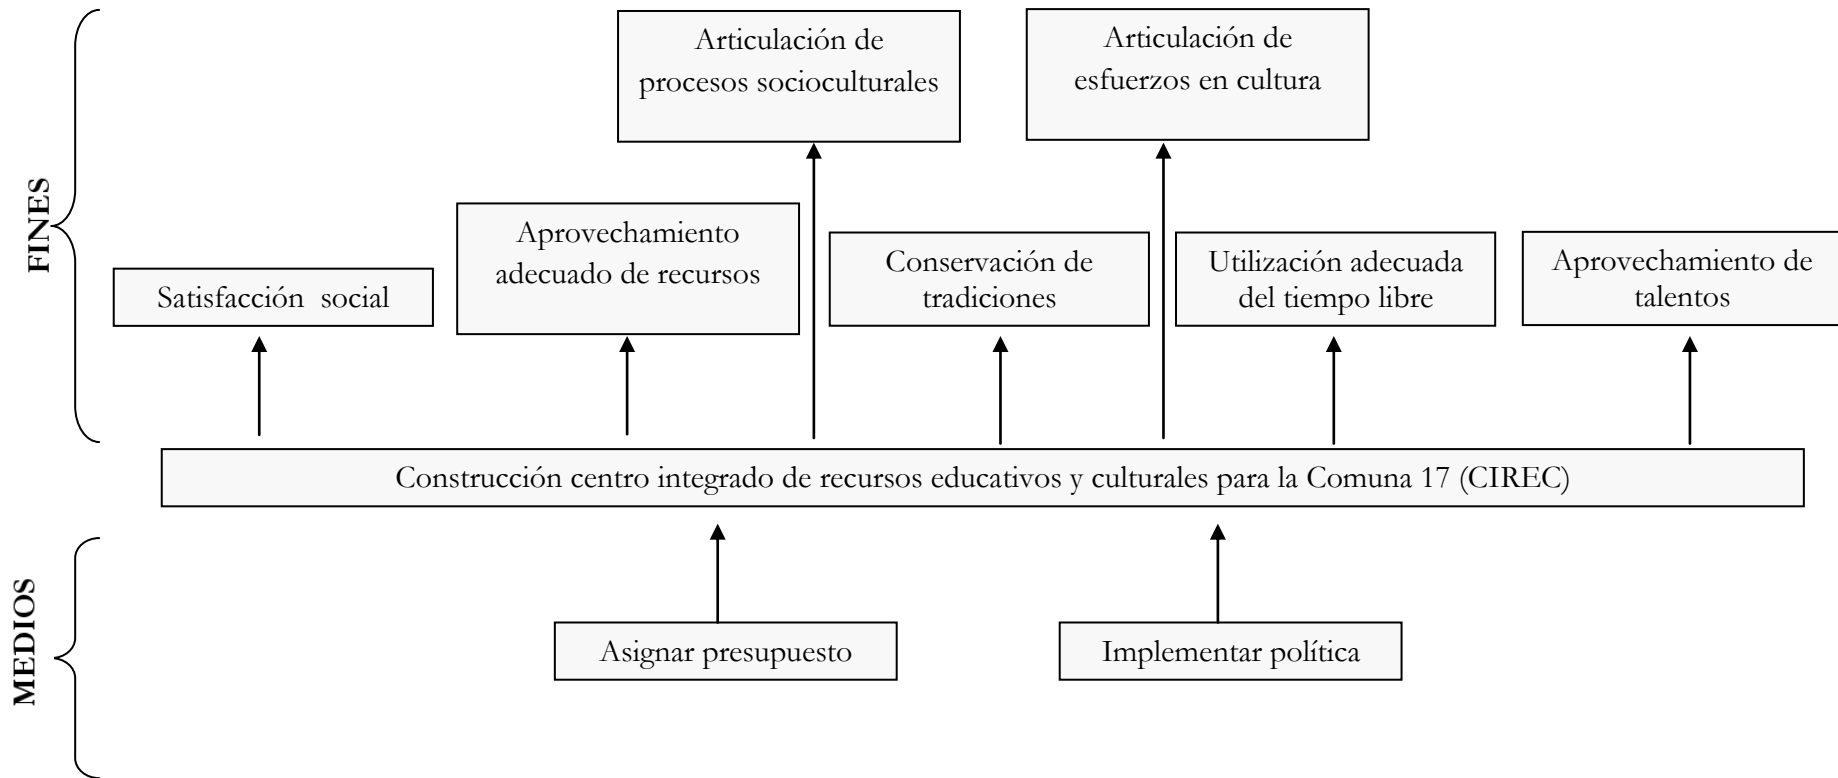 FINES
Articulación de
procesos socioculturales
Articulación de
esfuerzos en cultura
Satisfacción social
Aprovechamiento
adecuado de recursos
Conservación de
tradiciones
Utilización adecuada
del tiempo libre
Aprovechamiento de
talentos
Construcción centro integrado de recursos educativos y culturales para la Comuna 17 (CIREC)
MEDIOS
Asignar presupuesto
Implementar política